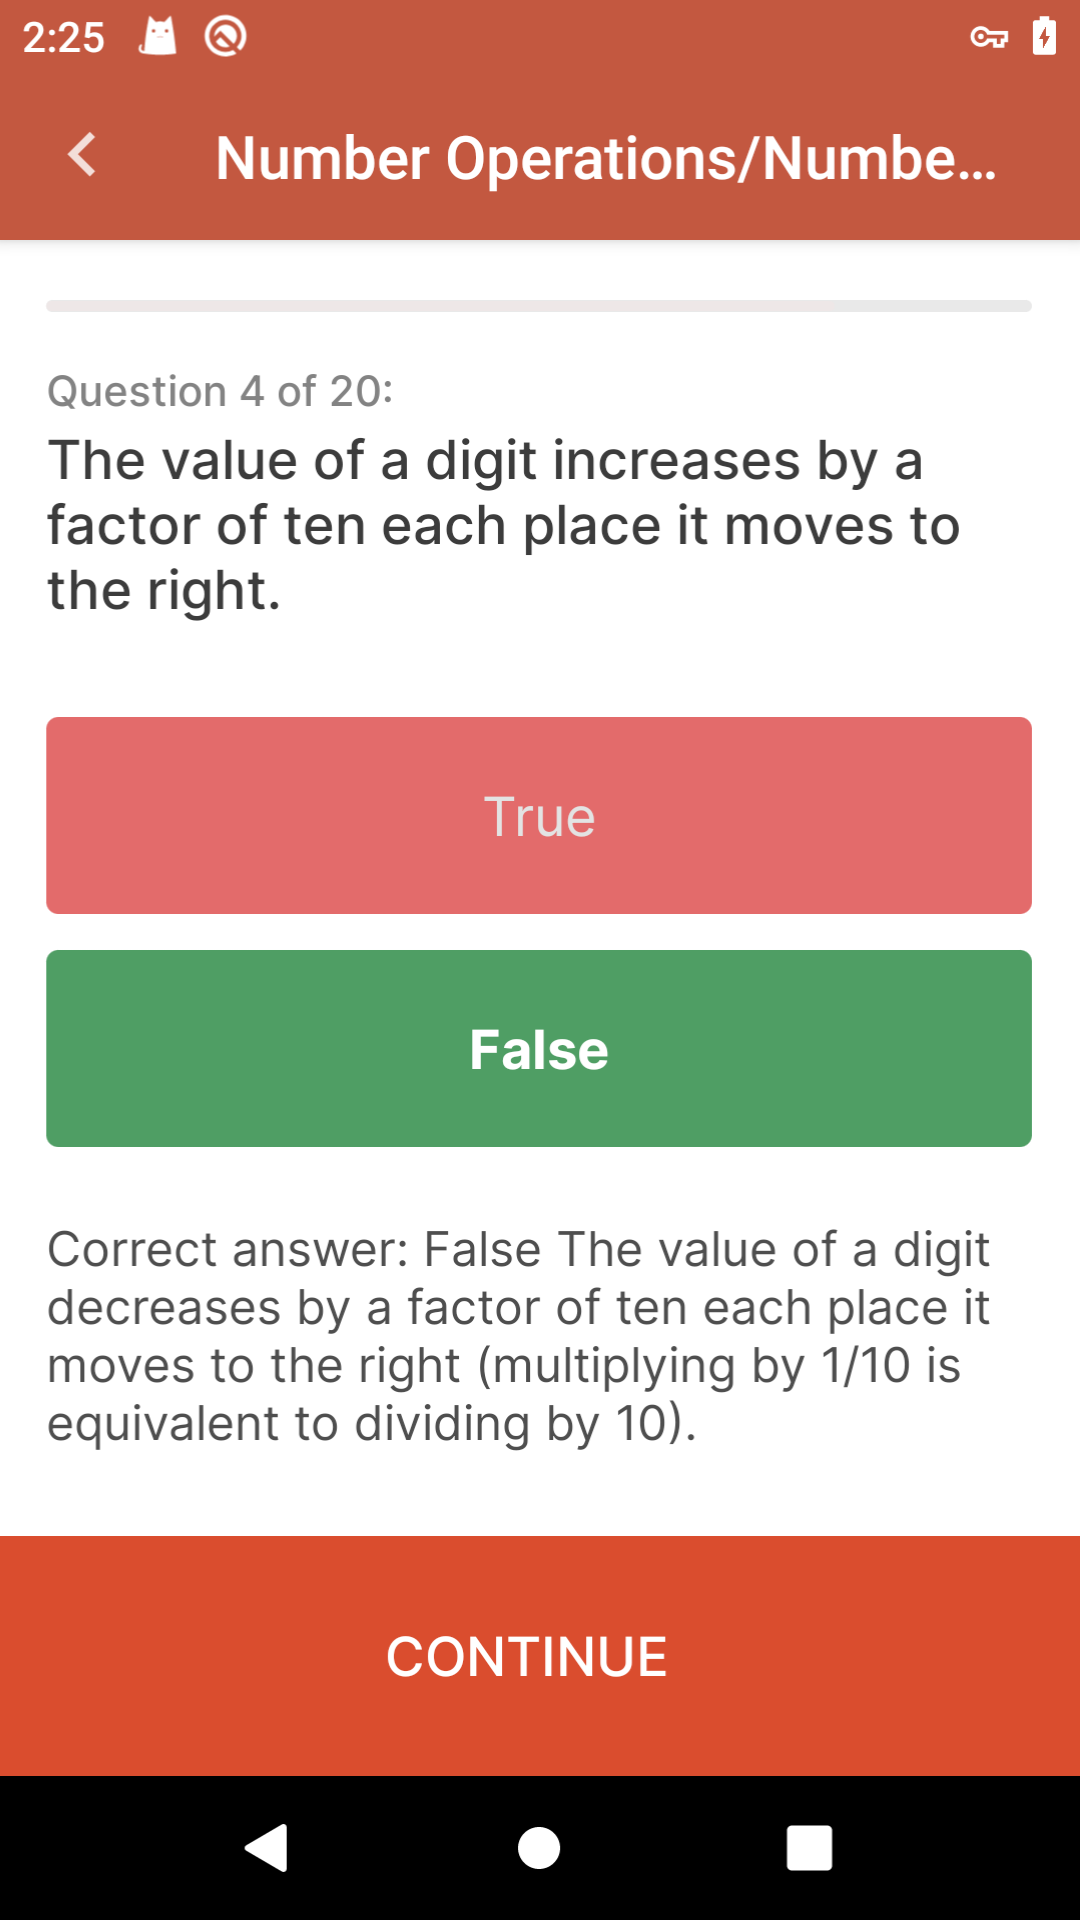 2:25
Number Operations/Numbe...
Question 4 of 20:
The value of a digit increases by a
factor of ten each place it moves to
the right.
True
False
Correct answer: False The value of a digit
decreases by a factor of ten each place it
moves to the right (multiplying by 1/10 is
equivalent to dividing by 10).
CONTINUE